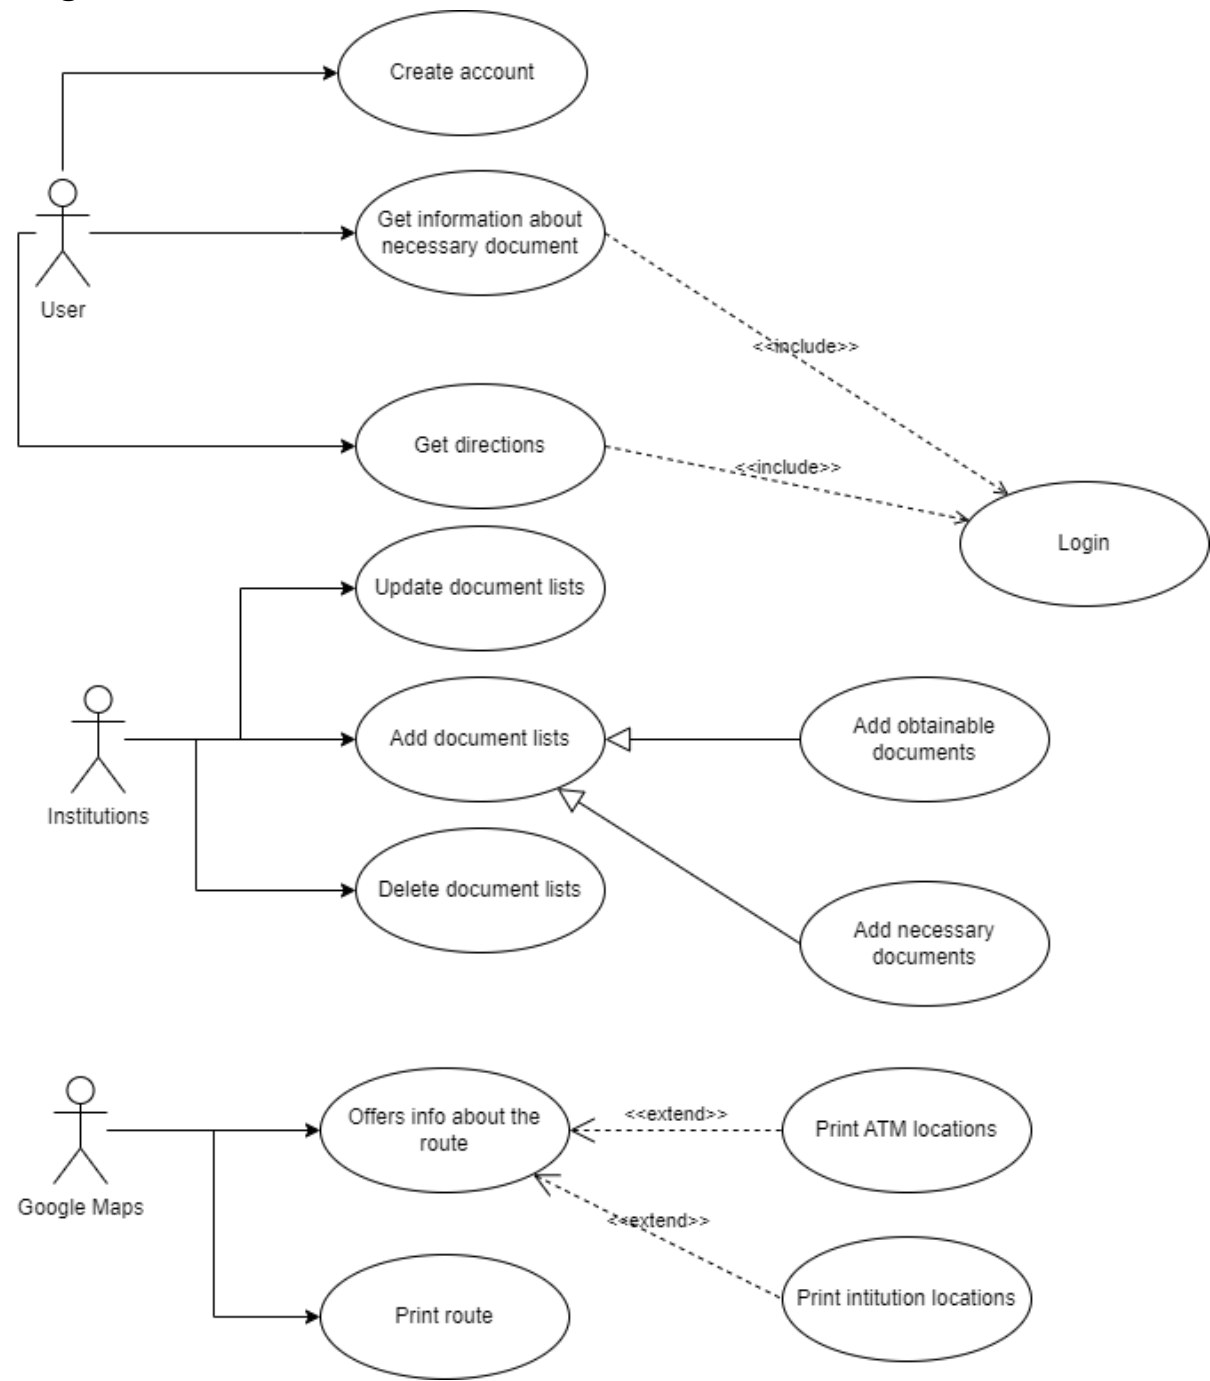 Create account
Get information about
necessary document
User
<<include>>
Get directions
<<include>>
Login
Update document lists
Add document lists
Add obtainable
documents
Institutions
Delete document lists
Add necessary
documents
Offers info about the
route
<<extend>>
Print ATM locations
Google Maps
<<extend>>
Print intitution locations
Print route